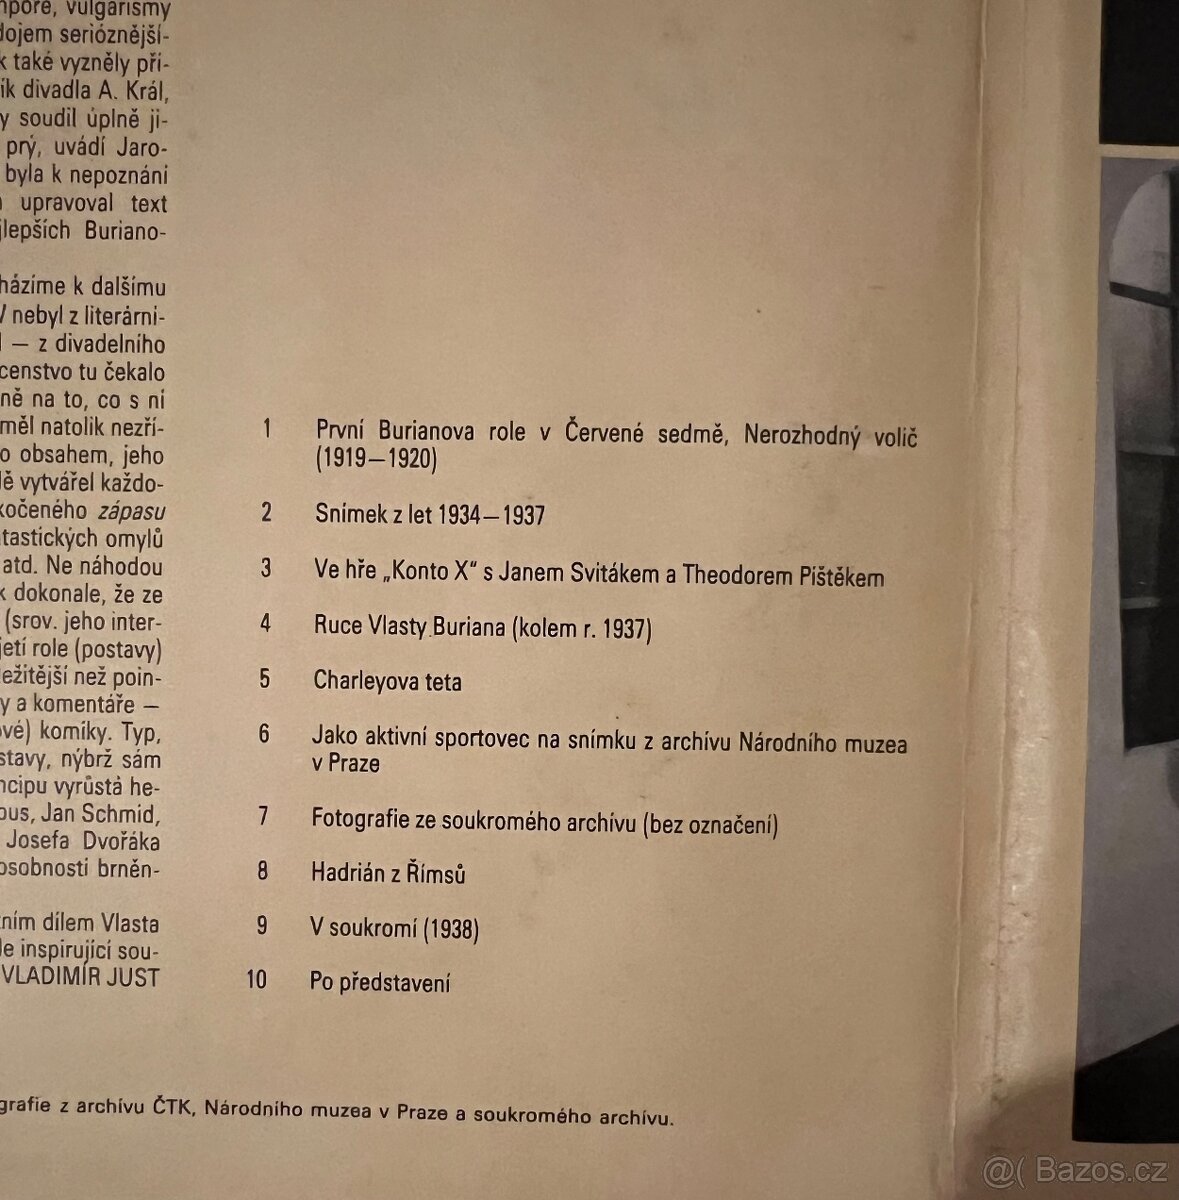 vulgarismy
dojem serióznější-
k také vyzněly při-
ík divadla A. Král,
y soudil úplně ji-
prý, uvádí Jaro-
byla k nepoznání
upravoval text
jlepších Buriano-
házíme k dalšímu
nebyl z literárni-
— z divadelního
censtvo tu čekalo
ně na to, co s ní
měl natolik nezří-
o obsahem, jeho
vytvářel každo-
kočeného zápasu
tastických omylů
atd. Ne náhodou
k dokonale, že ze
(srov. jeho inter-
jetí role (postavy)
ležitější než poin-
y a komentáře —
ové) komiky. Typ,
stavy, nýbrž sám
ncipu vyrůstá he-
ous, Jan Schmid,
Josefa Dvořáka
osobnosti brněn-
ním dílem Vlasta
le inspirující sou-
VLADIMÍR JUST
1 První Burianova role v Červené sedmě, Nerozhodný volič
(1919—1920)
2 Snímek z let 1934—1937
3 Ve hře „Konto X" s Janem Svitákem a Theodorem Pištěkem
4 Ruce Vlasty Buriana (kolem r. 1937)
5 Charleyova teta
6 Jako aktivní sportovec na snímku z archívu Národního muzea
v Praze
7 Fotografie ze soukromého archívu (bez označení)
8 Hadrián z Římsů
9 V soukromí (1938)
10 Po představení
grafie z archívu ČTK, Národního muzea v Praze a soukromého archívu.
@( Bazos.cz